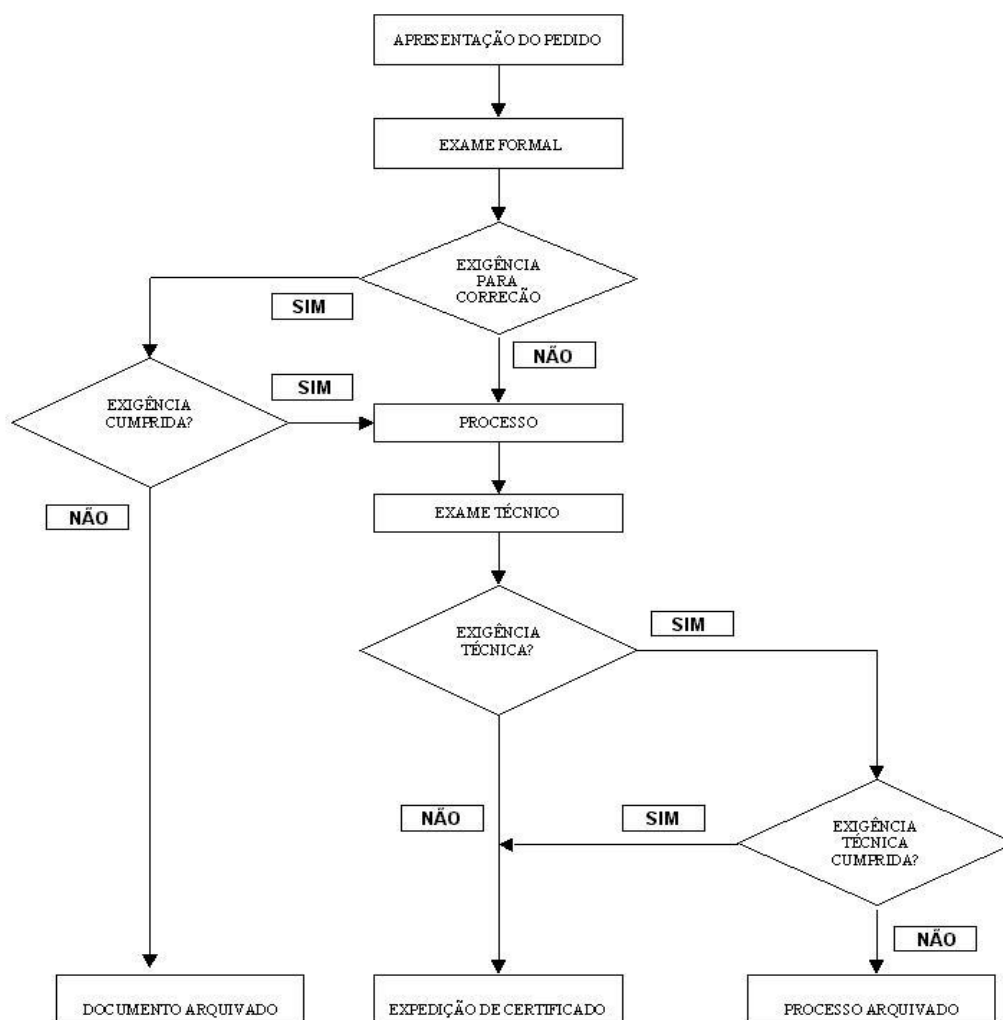 APRESENTAÇÃO DO PEDIDO
EXAME FORMAL
EXIGÊNCIA
PARA
CORRECÃO
SIM
NÃO
EXIGÊNCIA
CUMPRIDA?
SIM
PROCESSO
NÃO
EXAME TÉCNICO
EXIGÊNCIA
TÉCNICA?
SIM
NÃO
SIM
EXIGÊNCIA
TÉCNICA
CUMPRIDA?
NÃO
DOCUMENTO ARQUIVADO
EXPEDIÇÃO DE CERTIFICADO
PROCESSO ARQUIVADO